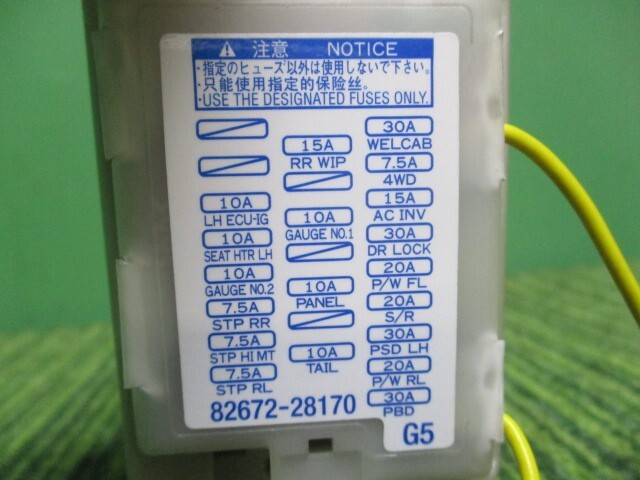 注意 NOTICE
・指定のヒューズ以外は使用しないで下さい。
・只能使用指定的保险丝。
・USE THE DESIGNATED FUSES ONLY.
10A
LH ECU-IG
10A
SEAT HTR LH
10A
GAUGE NO.2
7.5A
STP RR
7.5A
STP HI MT
7.5A
STP RL
15A
RR WIP
10A
GAUGE NO.1
10A
PANEL
10A
TAIL
30A
WELCAB
7.5A
4WD
15A
AC INV
30A
DR LOCK
20A
P/W FL
20A
S/R
30A
PSD LH
20A
P/W RL
30A
PBD
82672-28170
G5